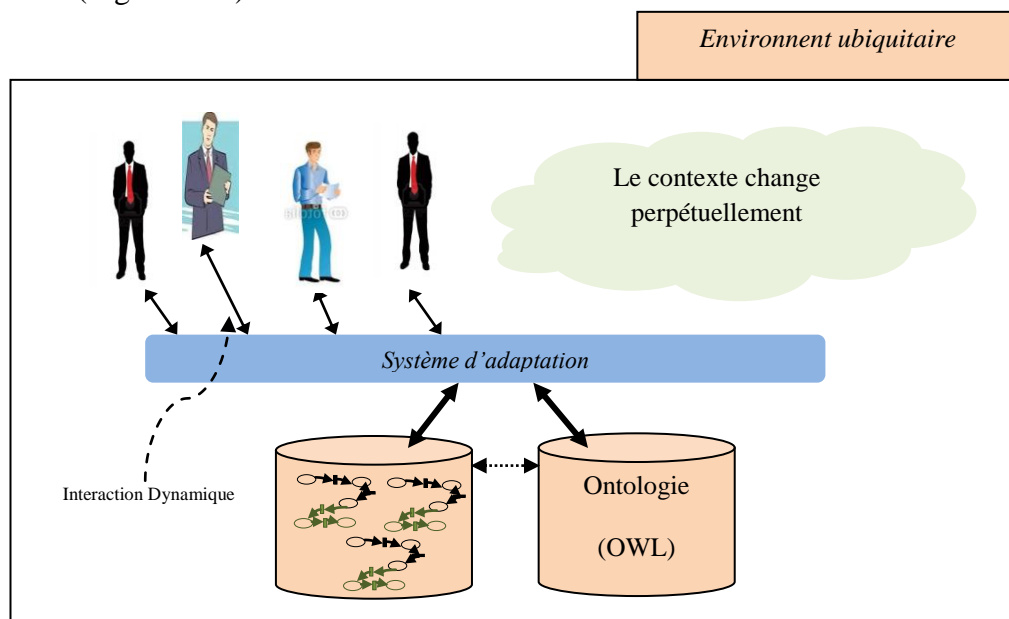 Environnent ubiquitaire
Le contexte change
perpétuellement
Système d'adaptation
Interaction Dynamique
Ontologie
(OWL)